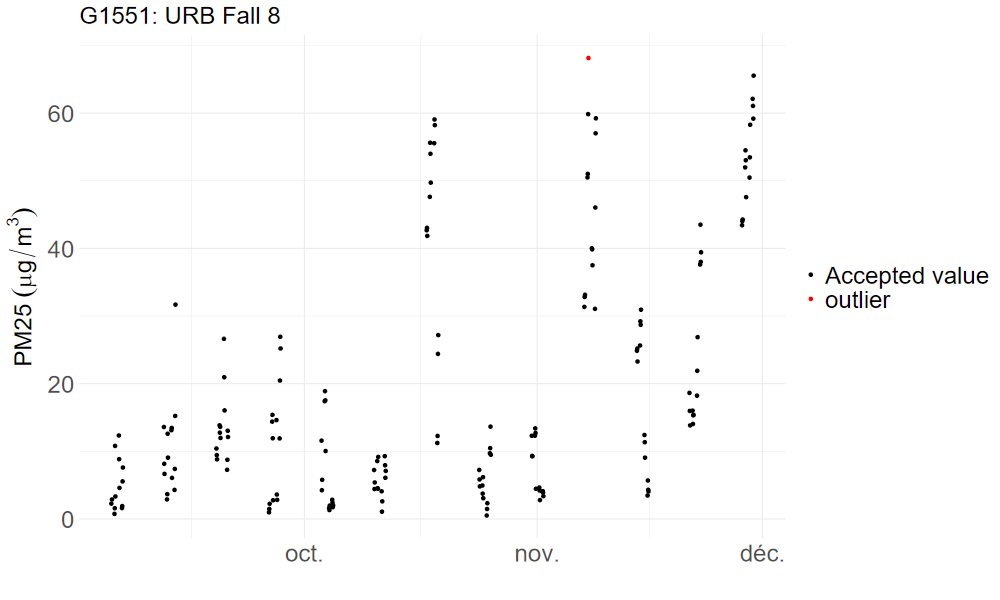 G1551: URB Fall 8
PM25 (μg/m³)
60
40
20
0
oct.
nov.
déc.
Accepted value
outlier